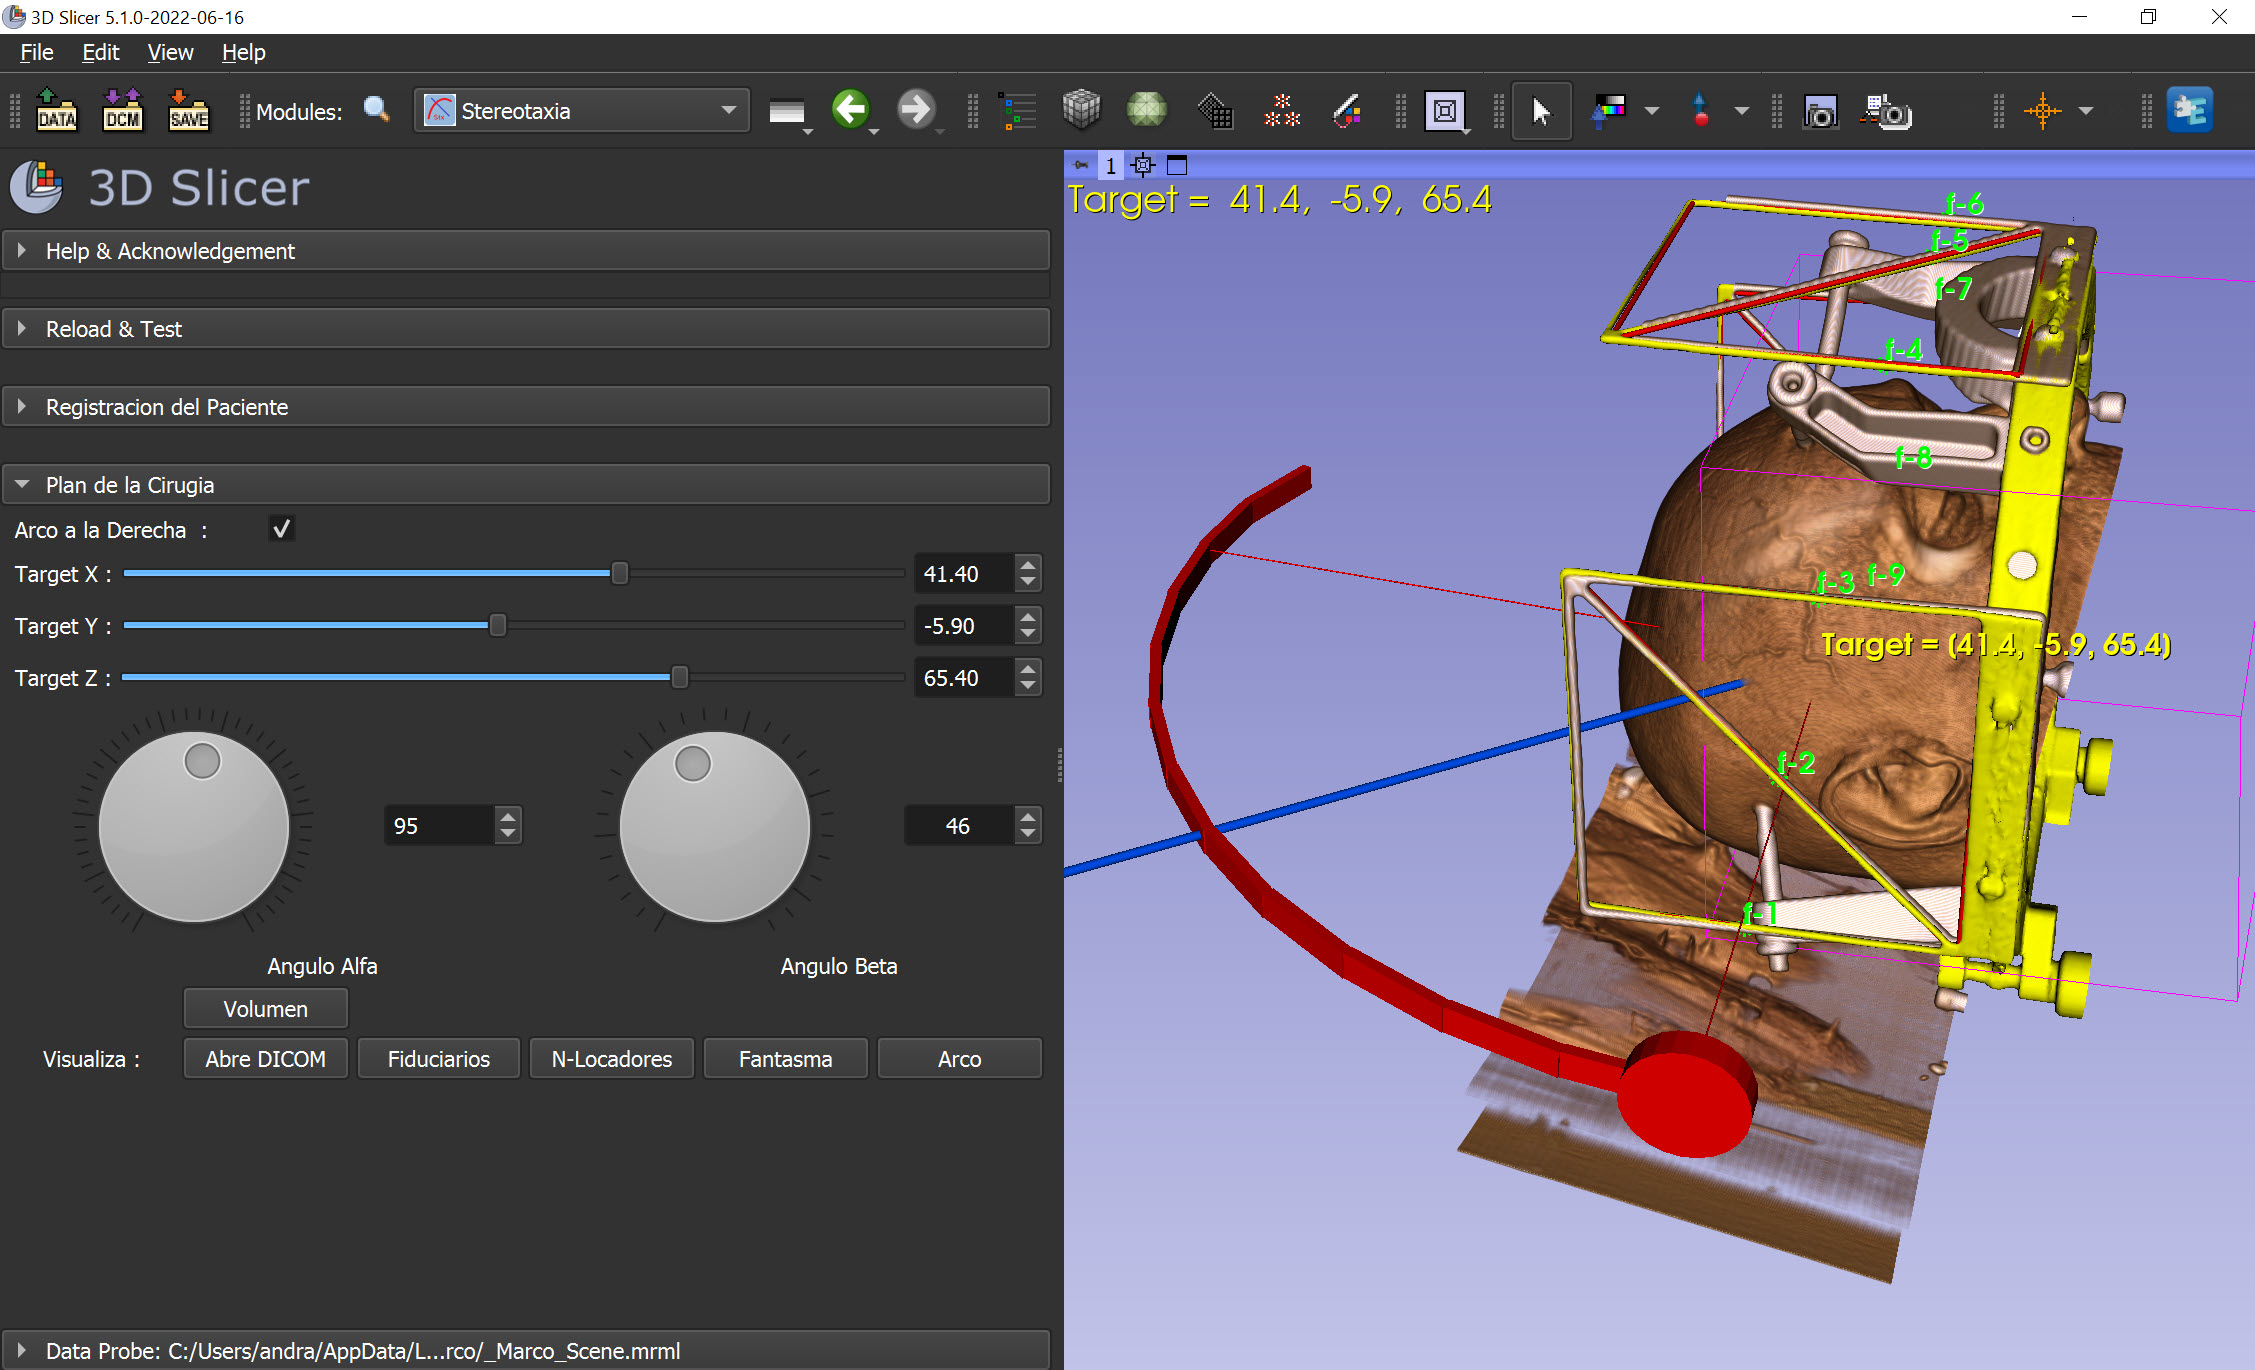 3D Slicer 5.1.0-2022-06-16
File Edit View Help
DATA DCM SAVE Modules: Stereotaxia
3D Slicer
1
Target = 41.4, -5.9, 65.4
Help & Acknowledgement
Reload & Test
Registracion del Paciente
Plan de la Cirugia
Arco a la Derecha :
Target X : 41.40
Target Y : -5.90
Target Z : 65.40
95 46
Angulo Alfa Angulo Beta
Volumen
Visualiza : Abre DICOM Fiduciarios N-Locadores Fantasma Arco
Data Probe: C:/Users/andra/AppData/L...rco/_Marco_Scene.mrml
f-6
f-5
f-7
f-4
f-8
f-3 f-9
Target = (41.4, -5.9, 65.4)
f-2
f-1